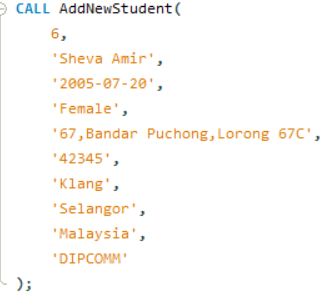 CALL AddNewStudent(
6,
'Sheva Amir',
'2005-07-20',
'Female',
'67,Bandar Puchong,Lorong 67C',
'42345',
'Klang',
'Selangor',
'Malaysia',
'DIPCOMM'
);